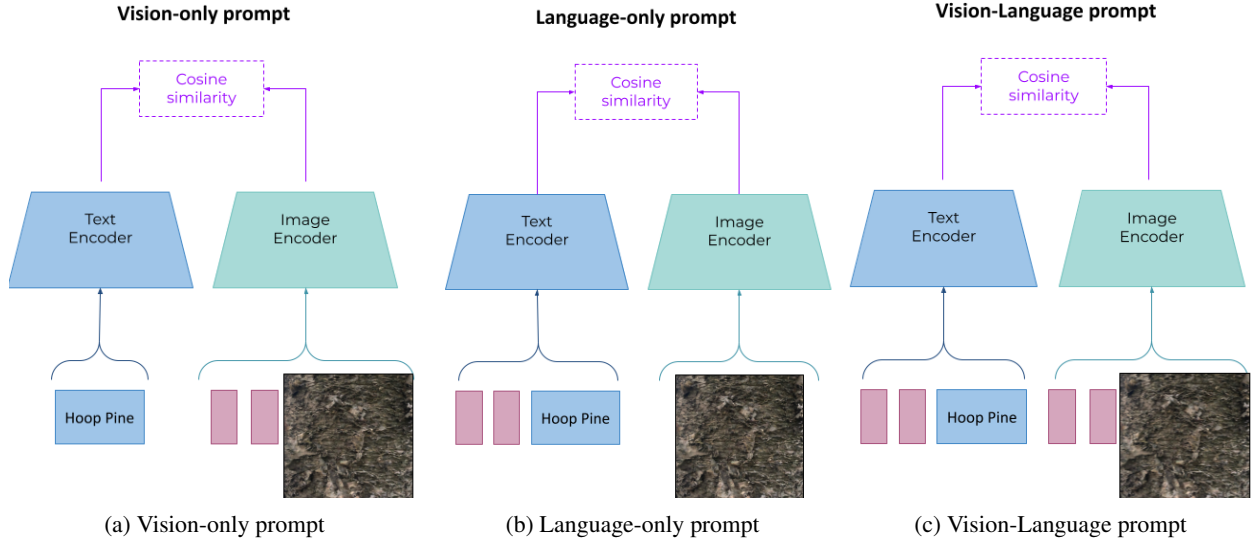 Vision-only prompt
Cosine
similarity
Text
Encoder
Image
Encoder
Hoop Pine
(a) Vision-only prompt
Language-only prompt
Cosine
similarity
Text
Encoder
Image
Encoder
Hoop Pine
(b) Language-only prompt
Vision-Language prompt
Cosine
similarity
Text
Encoder
Image
Encoder
Hoop Pine
(c) Vision-Language prompt